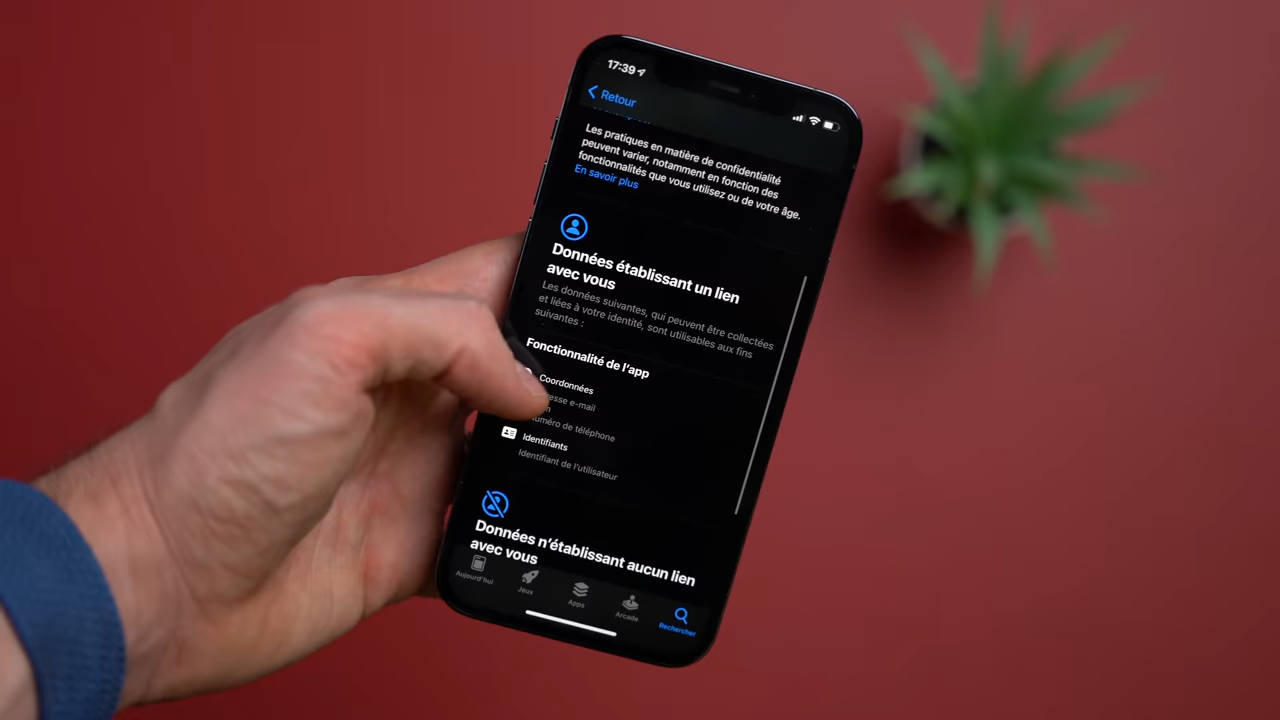 17:39
Retour
Les pratiques en matière de confidentialité
peuvent varier, notamment en fonction des
fonctionnalités que vous utilisez ou de votre âge.
En savoir plus
Données établissant un lien
avec vous
Les données suivantes, qui peuvent être collectées
et liées à votre identité, sont utilisables aux fins
suivantes :
Fonctionnalité de l'app
Coordonnées
e-mail
de téléphone
Identifiants
Identifiant de l'utilisateur
Données n'établissant aucun lien
avec vous
Aujourd'hui
Jeux
Apps
Arcade
Rechercher